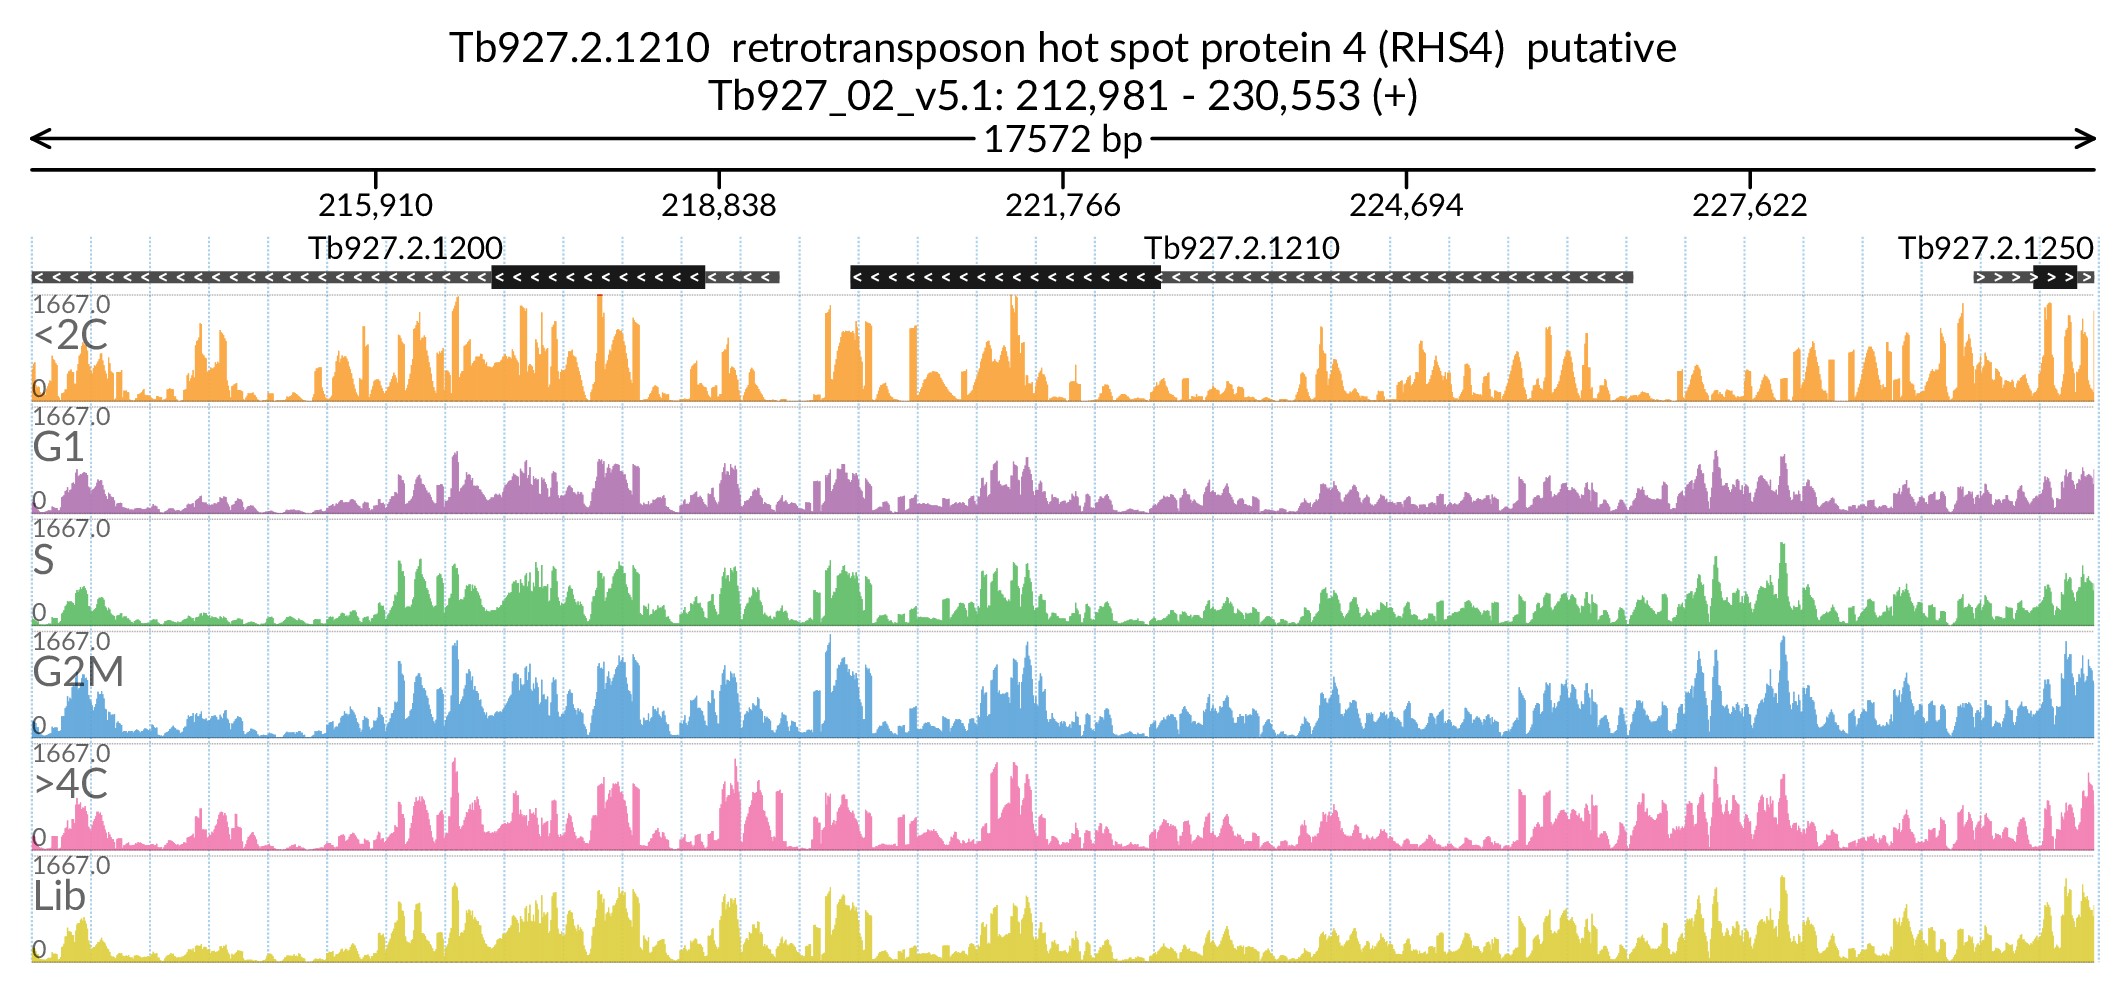 Tb927.2.1210 retrotransposon hot spot protein 4 (RHS4) putative
Tb927_02_v5.1: 212,981 - 230,553 (+)
17572 bp
215,910 218,838 221,766 224,694 227,622
Tb927.2.1200 Tb927.2.1210 Tb927.2.1250
1667.0
<2C
0
1667.0
G1
0
1667.0
S
0
1667.0
G2M
0
1667.0
>4C
0
1667.0
Lib
0